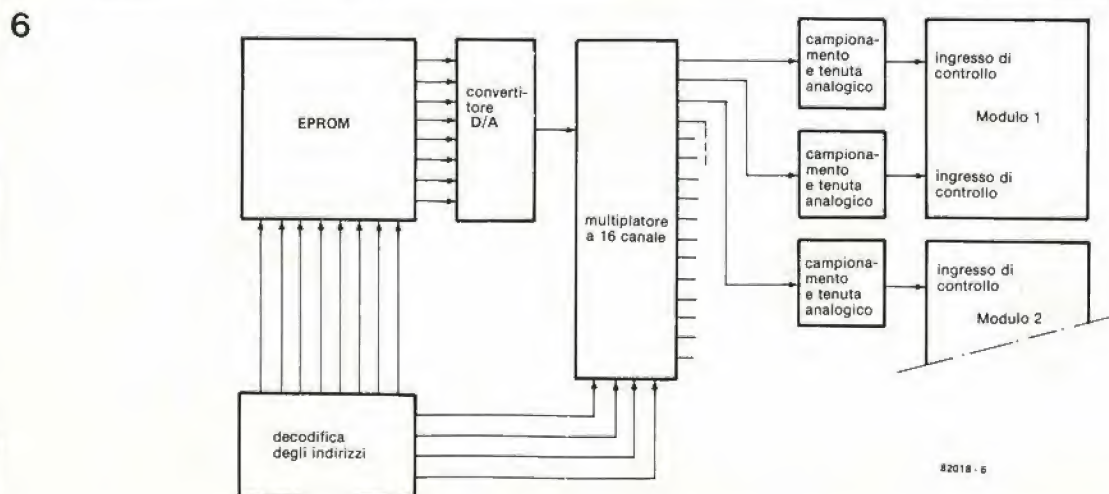 6
EPROM
converti-
tore
D/A
multiplatore
a 16 canale
campiona-
mento
e tenuta
analogico
ingresso di
controllo
Modulo 1
campiona-
mento
e tenuta
analogico
ingresso di
controllo
campiona-
mento
e tenuta
analogico
ingresso di
controllo
Modulo 2
decodifica
degli indirizzi
82018 - 6